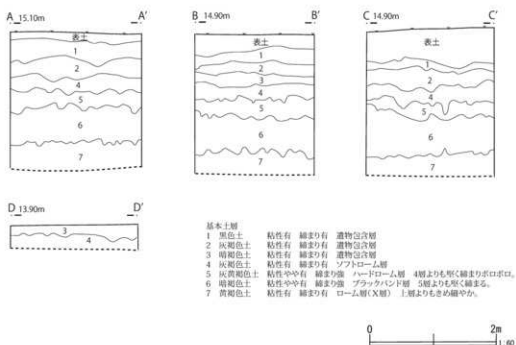 A 15.10m A'
表土
1
2
4
5
6
7
B 14.90m B'
表土
1
2
3
4
5
6
7
C 14.90m C'
表土
1
2
4
5
6
7
D 13.90m D'
3
4
基本土層
1 黒色土 粘性有 締まり有 遺物包含層
2 灰褐色土 粘性有 締まり有 遺物包含層
3 暗褐色土 粘性有 締まり有 遺物包含層
4 灰褐色土 粘性有 締まり有 ソフトローム層
5 灰黄褐色土 粘性やや有 締まり強 ハードローム層 4層よりも堅く締まりボロボロ。
6 暗褐色土 粘性やや有 締まり強 ブラックバンド層 5層よりも堅く締まる。
7 黄褐色土 粘性有 締まり有 ローム層(X層) 上層よりもきめ細やか。
0 2m
1:60